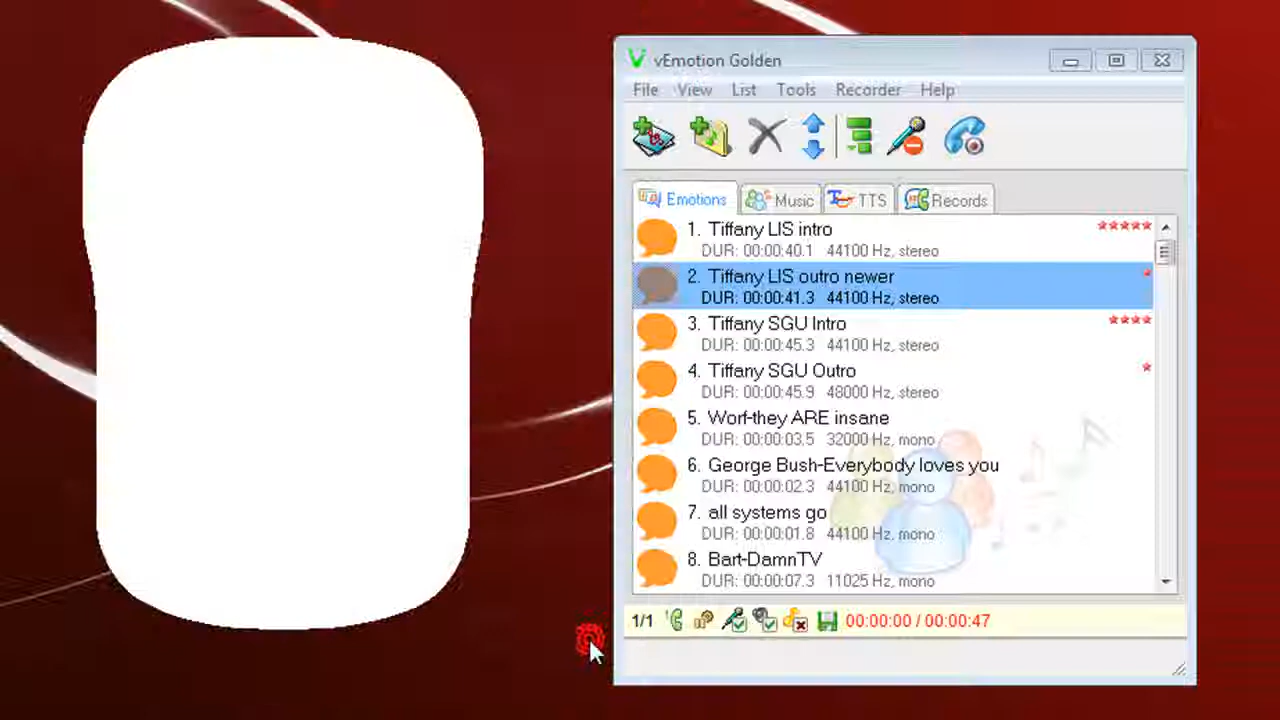 vEmotion Golden
File View List Tools Recorder Help
Emotions Music TTS Records
1. Tiffany LIS intro
DUR: 00:00:40.1 44100 Hz, stereo
2. Tiffany LIS outro newer
DUR: 00:00:41.3 44100 Hz, stereo
3. Tiffany SGU Intro
DUR: 00:00:45.3 44100 Hz, stereo
4. Tiffany SGU Outro
DUR: 00:00:45.9 48000 Hz, stereo
5. Worf-they ARE insane
DUR: 00:00:03.5 32000 Hz, mono
6. George Bush-Everybody loves you
DUR: 00:00:02.3 44100 Hz, mono
7. all systems go
DUR: 00:00:01.8 44100 Hz, mono
8. Bart-DamnTV
DUR: 00:00:07.3 11025 Hz, mono
1/1 00:00:00 / 00:00:47